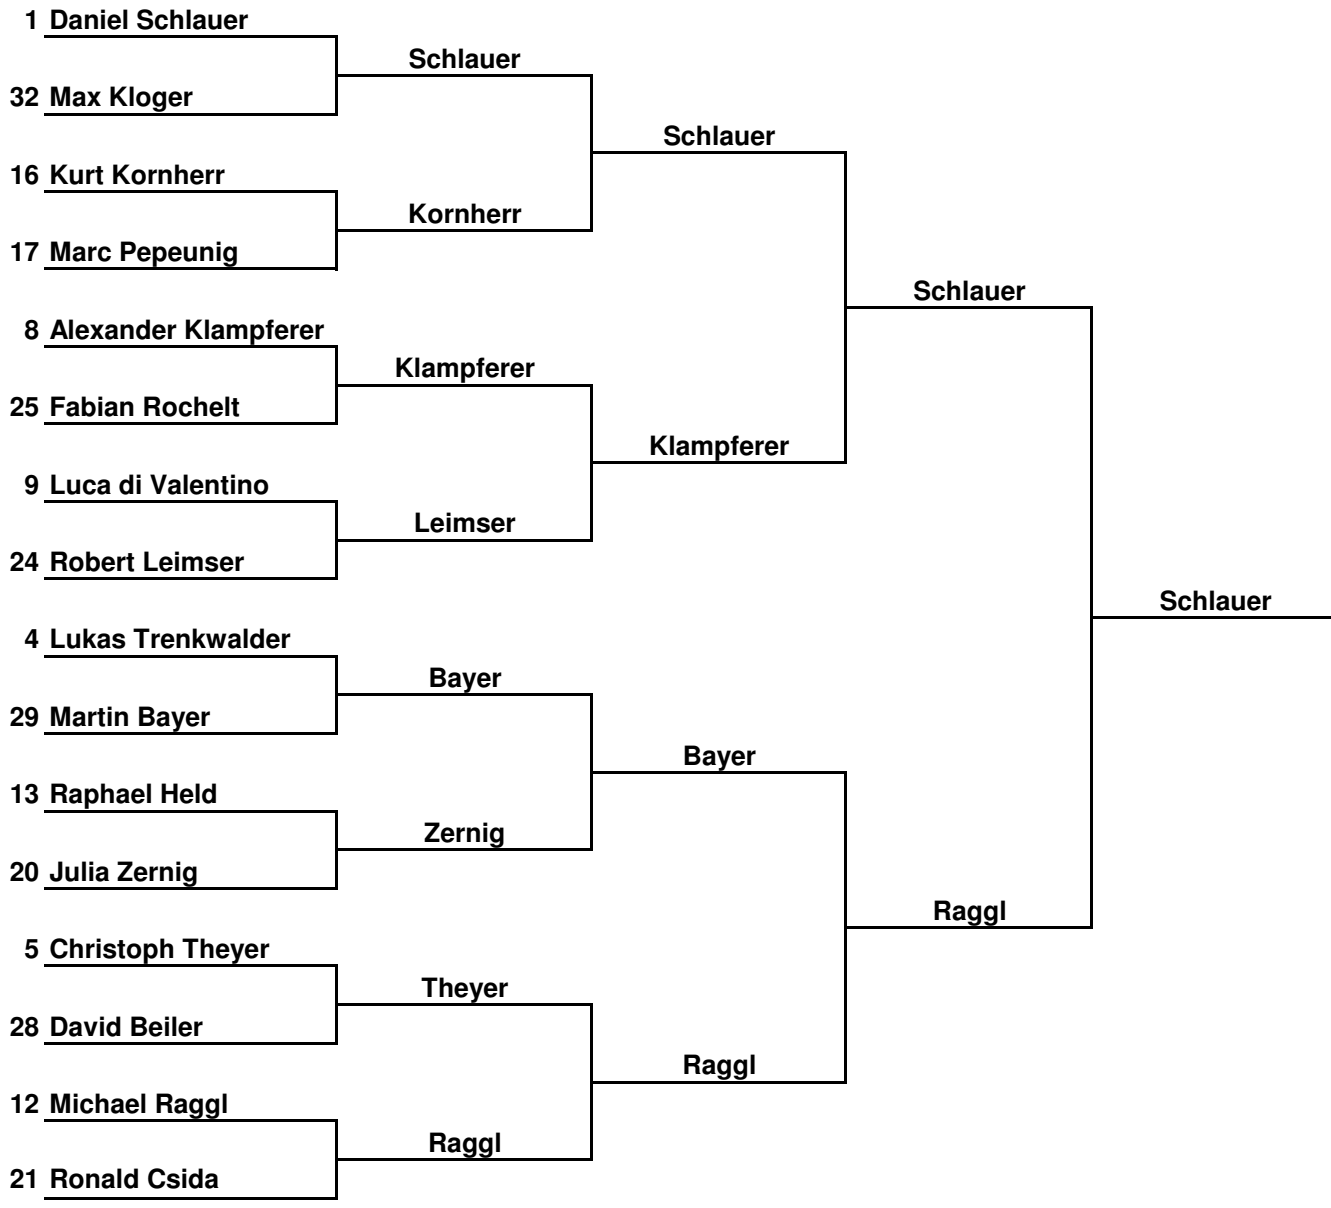 1 Daniel Schlauer
Schlauer
32 Max Kloger
Schlauer
16 Kurt Kornherr
Kornherr
17 Marc Pepeunig
Schlauer
8 Alexander Klampferer
Klampferer
25 Fabian Rochelt
Klampferer
9 Luca di Valentino
Leimser
24 Robert Leimser
Schlauer
4 Lukas Trenkwalder
Bayer
29 Martin Bayer
Bayer
13 Raphael Held
Zernig
20 Julia Zernig
Raggl
5 Christoph Theyer
Theyer
28 David Beiler
Raggl
12 Michael Raggl
Raggl
21 Ronald Csida